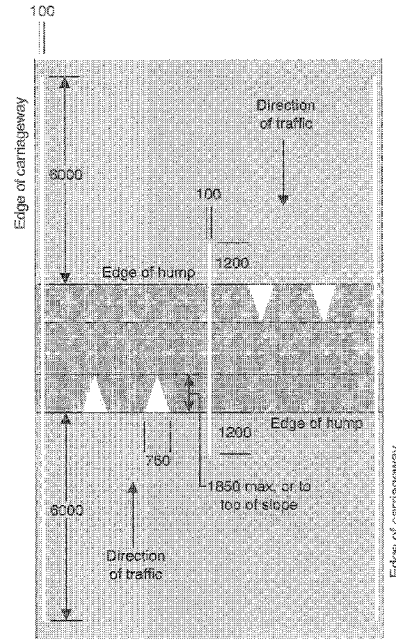 100
Edge of carriageway
Direction
of traffic
6000
100
1200
Edge of hump
Edge of hump
1200
750
1850 max, or to
top of slope
6000
Direction
of traffic
Edge of carriageway